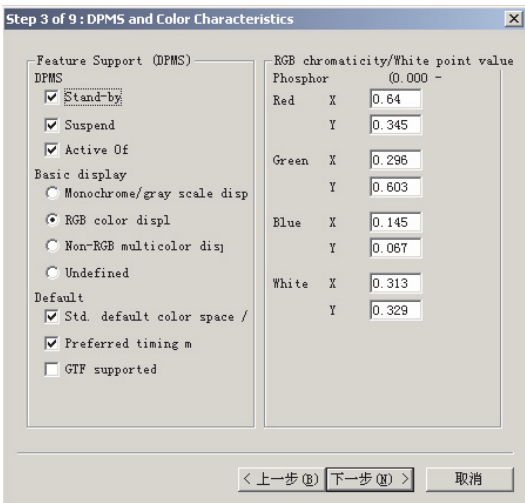 Step 3 of 9 : DPMS and Color Characteristics
Feature Support (DPMS)
DPMS
Stand-by
Suspend
Active Of
Basic display
Monochrome/gray scale disp
RGB color displ
Non-RGB multicolor dis
Undefined
Default
Std. default color space /
Preferred timing m
GTF supported
RGB chromaticity/White point value
Phosphor (0.000 -
Red X 0.64
Y 0.345
Green X 0.296
Y 0.603
Blue X 0.145
Y 0.067
White X 0.313
Y 0.329
< 上一步(B) 下一步(N) > 取消